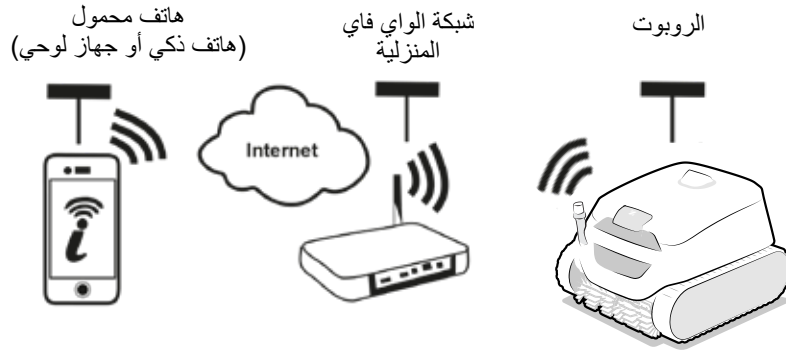 هاتف محمول
(هاتف ذكي أو جهاز لوحي)
شبكة الواي فاي
المنزلية
الروبوت
Internet
i